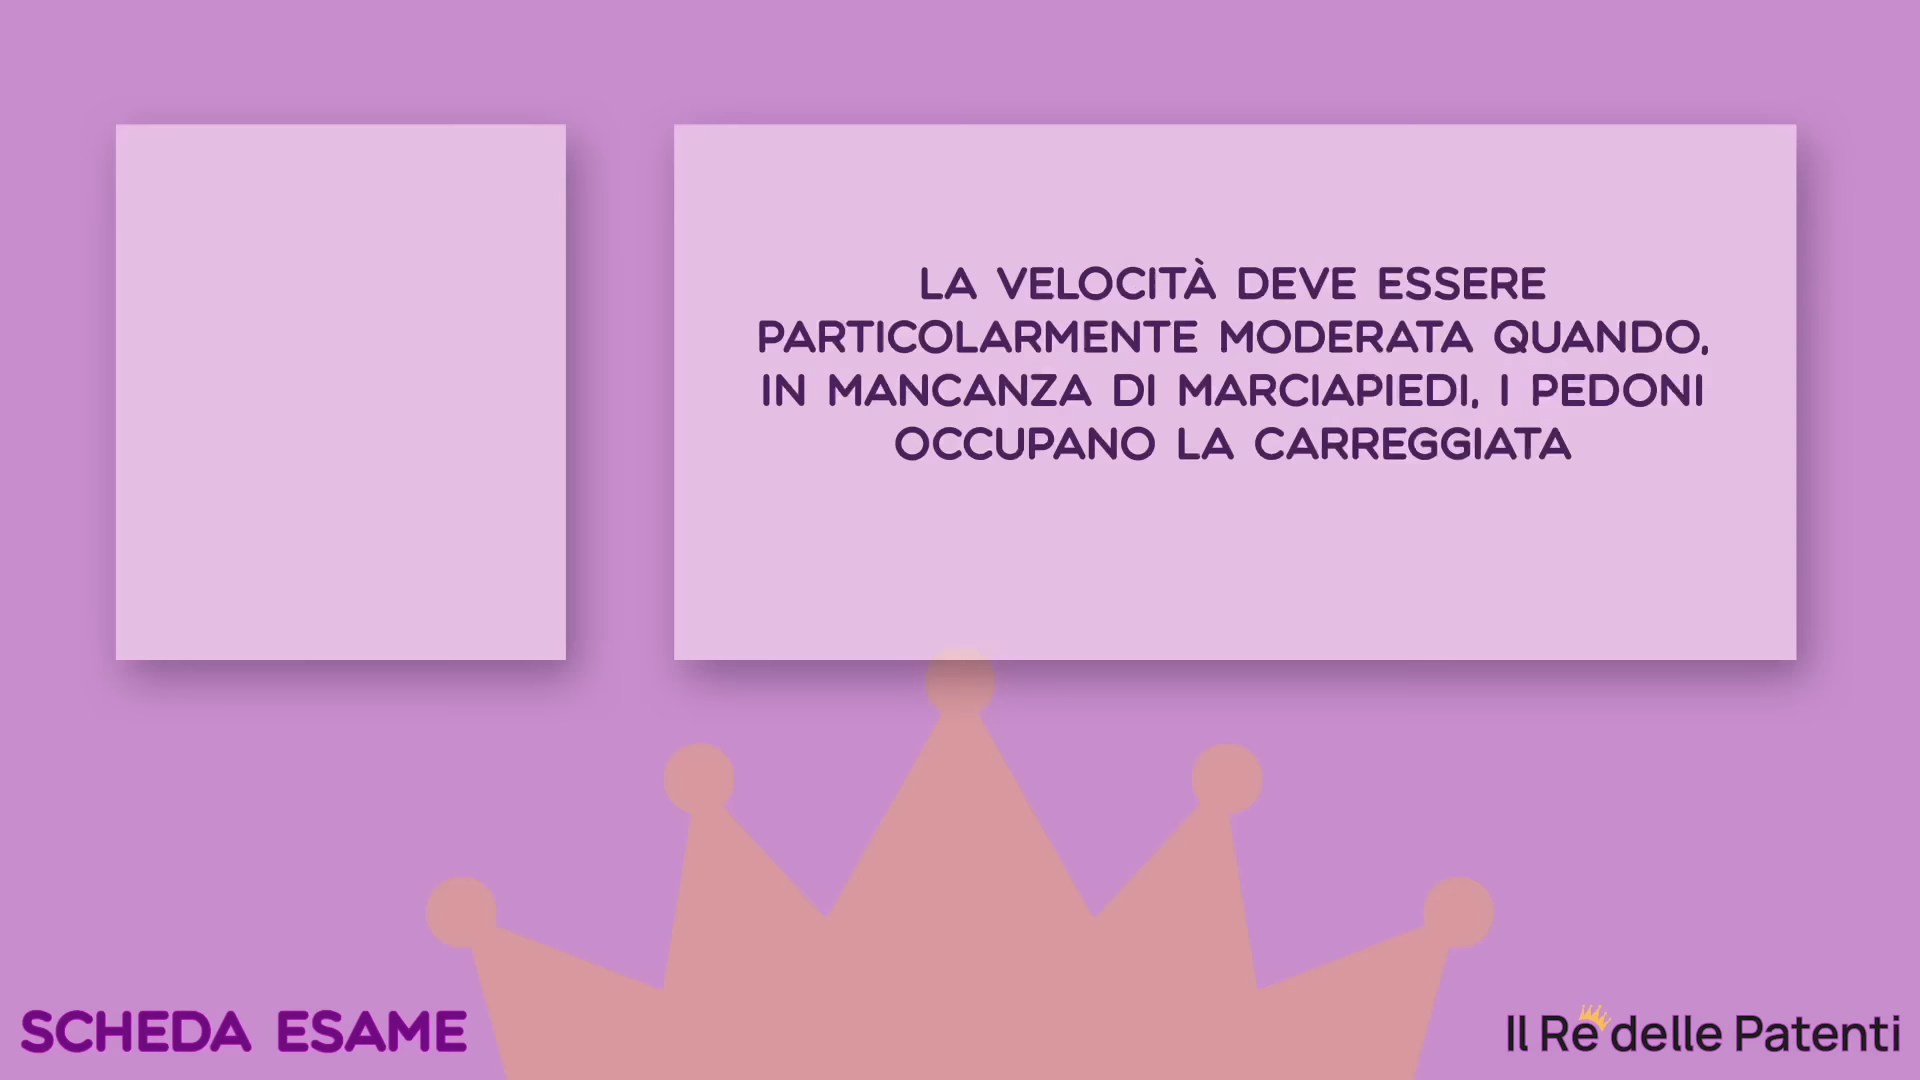 LA VELOCITÀ DEVE ESSERE
PARTICOLARMENTE MODERATA QUANDO,
IN MANCANZA DI MARCIAPIEDI, I PEDONI
OCCUPANO LA CARREGGIATA
SCHEDA ESAME
Il Re delle Patenti